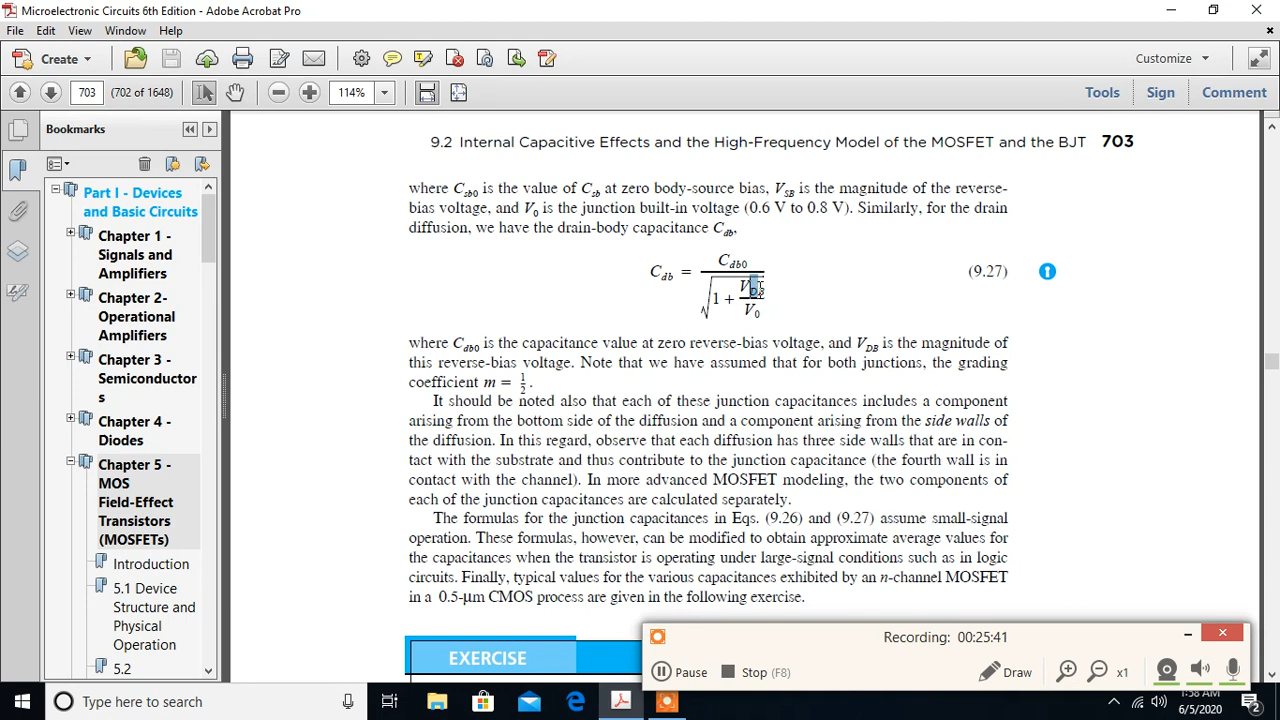 Microelectronic Circuits 6th Edition - Adobe Acrobat Pro
File Edit View Window Help
Create
Customize
703 (702 of 1648) 114%
Tools Sign Comment
Bookmarks
Part I - Devices
and Basic Circuits
Chapter 1 -
Signals and
Amplifiers
Chapter 2-
Operational
Amplifiers
Chapter 3 -
Semiconductor
s
Chapter 4 -
Diodes
Chapter 5 -
MOS
Field-Effect
Transistors
(MOSFETs)
Introduction
5.1 Device
Structure and
Physical
Operation
5.2
9.2 Internal Capacitive Effects and the High-Frequency Model of the MOSFET and the BJT 703
where Csb0 is the value of Csb at zero body-source bias, VSB is the magnitude of the reverse-
bias voltage, and V0 is the junction built-in voltage (0.6 V to 0.8 V). Similarly, for the drain
diffusion, we have the drain-body capacitance Cdb,
Cdb = Cdb0 / √(1 + VDB/V0) (9.27)
where Cdb0 is the capacitance value at zero reverse-bias voltage, and VDB is the magnitude of
this reverse-bias voltage. Note that we have assumed that for both junctions, the grading
coefficient m = 1/2.
It should be noted also that each of these junction capacitances includes a component
arising from the bottom side of the diffusion and a component arising from the side walls of
the diffusion. In this regard, observe that each diffusion has three side walls that are in con-
tact with the substrate and thus contribute to the junction capacitance (the fourth wall is in
contact with the channel). In more advanced MOSFET modeling, the two components of
each of the junction capacitances are calculated separately.
The formulas for the junction capacitances in Eqs. (9.26) and (9.27) assume small-signal
operation. These formulas, however, can be modified to obtain approximate average values for
the capacitances when the transistor is operating under large-signal conditions such as in logic
circuits. Finally, typical values for the various capacitances exhibited by an n-channel MOSFET
in a 0.5-μm CMOS process are given in the following exercise.
EXERCISE
Recording: 00:25:41
Pause Stop (F8) Draw x1
Type here to search
1:58 AM
6/5/2020
2